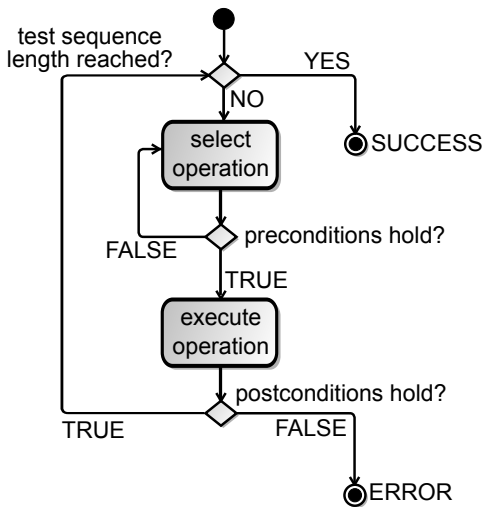 test sequence
length reached?
YES
NO
select
operation
SUCCESS
FALSE
preconditions hold?
TRUE
execute
operation
postconditions hold?
TRUE
FALSE
ERROR